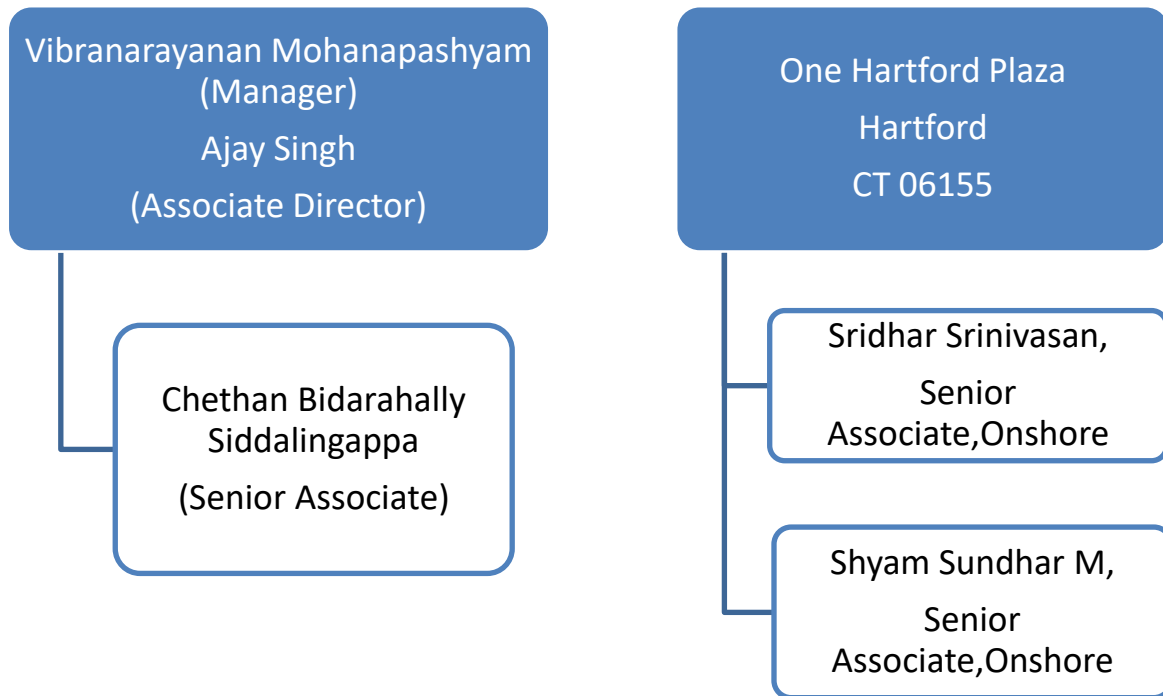 Vibranarayanan Mohanapashyam
(Manager)
Ajay Singh
(Associate Director)
Chethan Bidarahally
Siddalingappa
(Senior Associate)
One Hartford Plaza
Hartford
CT 06155
Sridhar Srinivasan,
Senior
Associate,Onshore
Shyam Sundhar M,
Senior
Associate,Onshore